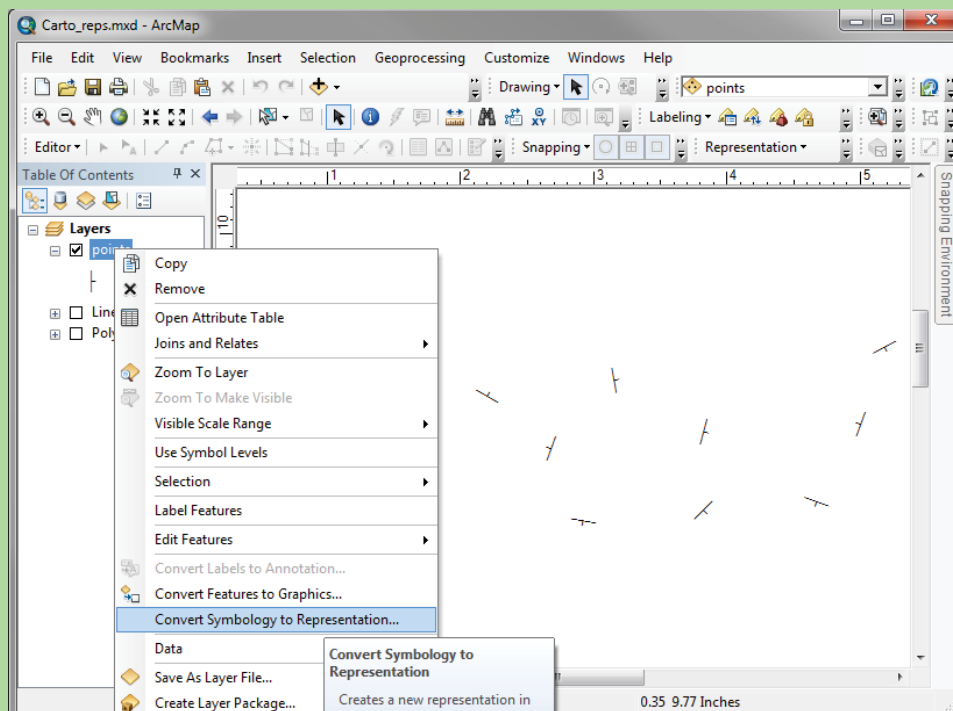 Carto_reps.mxd - ArcMap
File Edit View Bookmarks Insert Selection Geoprocessing Customize Windows Help
Drawing points
Labeling
Editor Snapping Representation
Table Of Contents
1 2 3 4 5
10
Layers
points
Line
Poly
Copy
Remove
Open Attribute Table
Joins and Relates
Zoom To Layer
Zoom To Make Visible
Visible Scale Range
Use Symbol Levels
Selection
Label Features
Edit Features
Convert Labels to Annotation...
Convert Features to Graphics...
Convert Symbology to Representation...
Data
Save As Layer File...
Create Layer Package...
Convert Symbology to
Representation
Creates a new representation in
Snapping Environment
0.35 9.77 Inches